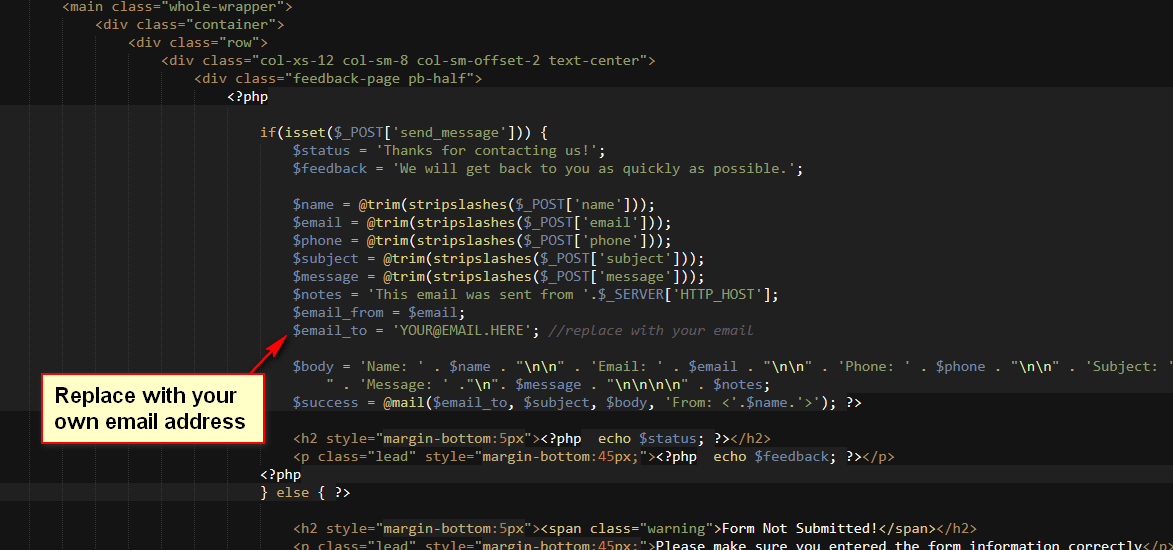 <main class="whole-wrapper">
<div class="container">
<div class="row">
<div class="col-xs-12 col-sm-8 col-sm-offset-2 text-center">
<div class="feedback-page pb-half">
<?php
if(isset($_POST['send_message'])) {
$status = 'Thanks for contacting us!';
$feedback = 'We will get back to you as quickly as possible.';
$name = @trim(stripslashes($_POST['name']));
$email = @trim(stripslashes($_POST['email']));
$phone = @trim(stripslashes($_POST['phone']));
$subject = @trim(stripslashes($_POST['subject']));
$message = @trim(stripslashes($_POST['message']));
$notes = 'This email was sent from '.$_SERVER['HTTP_HOST'];
$email_from = $email;
$email_to = 'YOUR@EMAIL.HERE'; //replace with your email
$body = 'Name: ' . $name . "\n\n" . 'Email: ' . $email . "\n\n" . 'Phone: ' . $phone . "\n\n" . 'Subject: '
" . 'Message: ' ."\n". $message . "\n\n\n\n" . $notes;
$success = @mail($email_to, $subject, $body, 'From: <'.$name.'>'); ?>
Replace with your
own email address
<h2 style="margin-bottom:5px"><?php  echo $status; ?></h2>
<p class="lead" style="margin-bottom:45px;"><?php  echo $feedback; ?></p>
<?php
} else { ?>
<h2 style="margin-bottom:5px"><span class="warning">Form Not Submitted!</span></h2>
<p class="lead" style="margin-bottom:45px;">Please make sure you entered the form information correctly</p